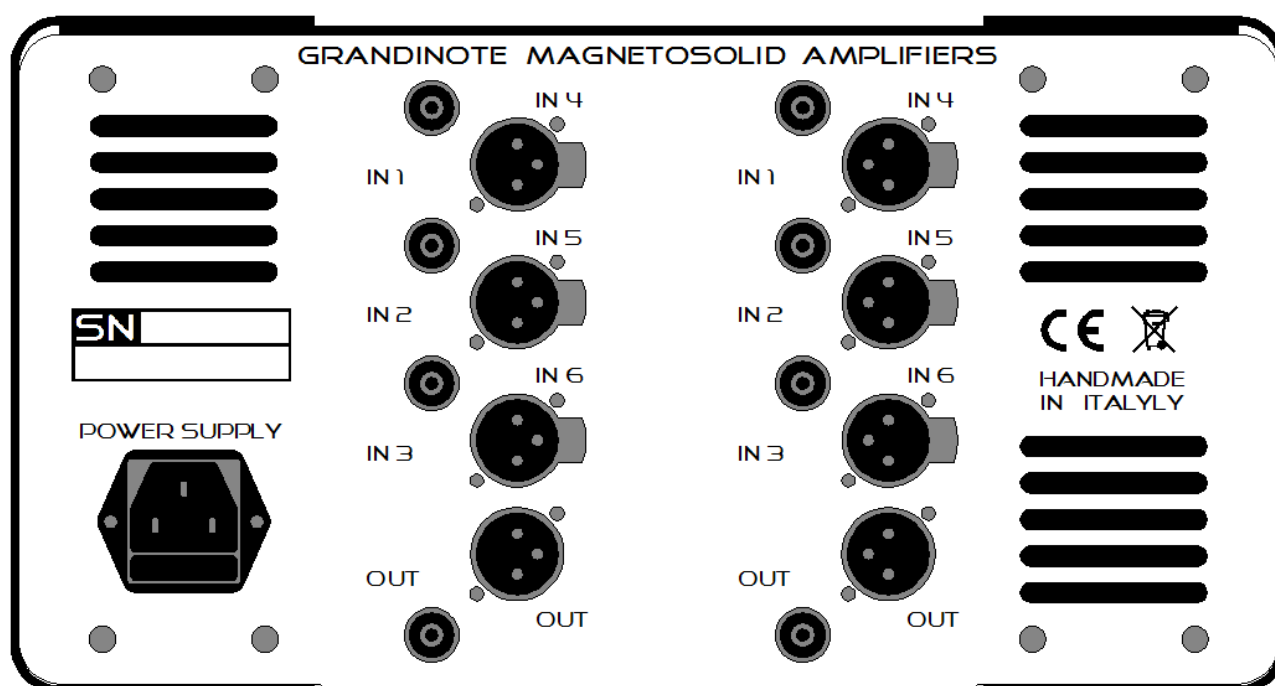 GRANDINOTE MAGNETOSOLID AMPLIFIERS
IN 4
IN 4
IN 1
IN 1
IN 5
IN 5
IN 2
IN 2
SN
CE
IN 6
IN 6
HANDMADE
IN ITALYLY
POWER SUPPLY
IN 3
IN 3
OUT
OUT
OUT
OUT